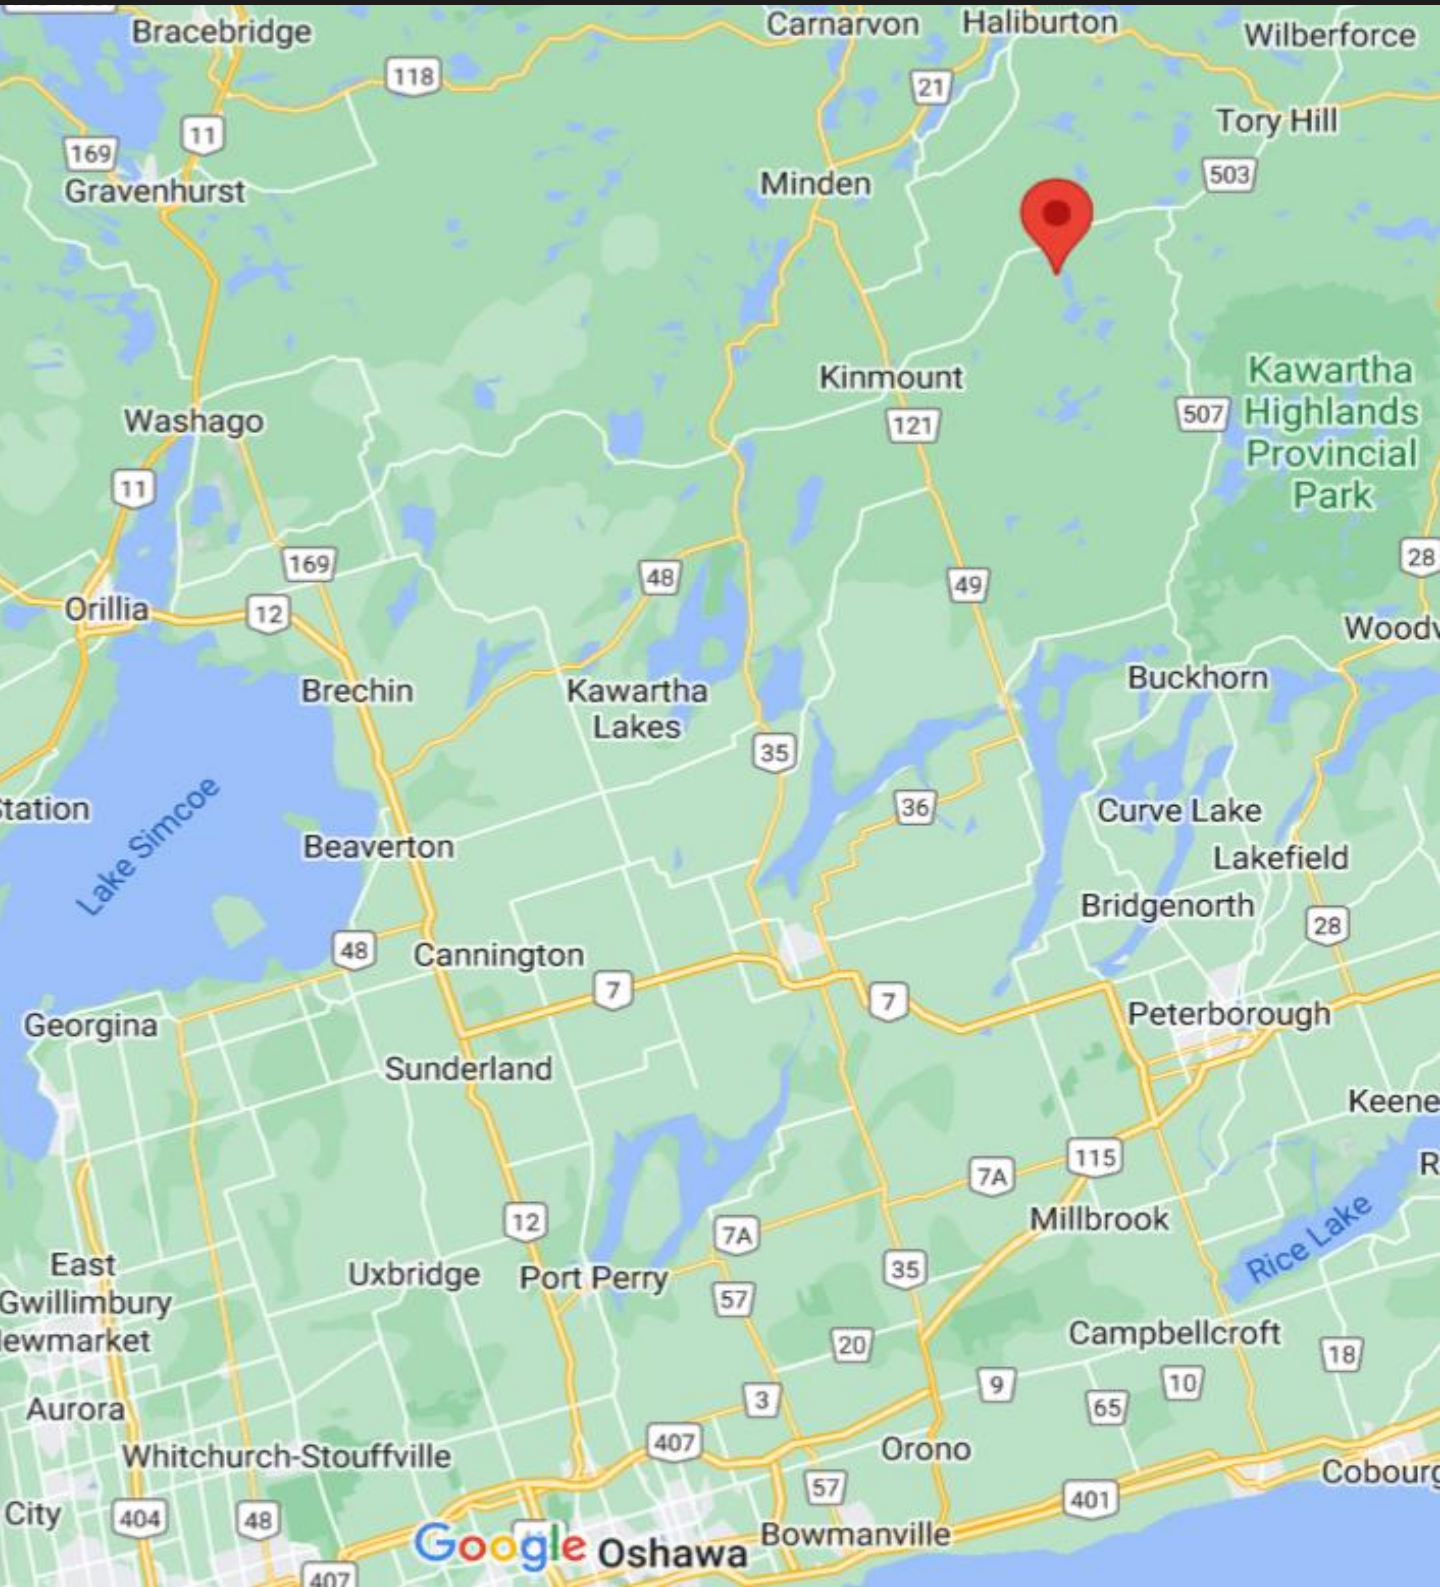 Bracebridge
Carnarvon
Haliburton
Wilberforce
118
21
11
169
Tory Hill
Gravenhurst
Minden
503
Kawartha
Highlands
Provincial
Park
Kinmount
507
121
Washago
11
28
169
48
49
Orillia
12
Woodv
Brechin
Kawartha
Lakes
Buckhorn
35
Station
Lake Simcoe
36
Curve Lake
Beaverton
Lakefield
Bridgenorth
28
48
Cannington
7
7
Georgina
Peterborough
Sunderland
Keene
115
7A
R
12
Millbrook
7A
Rice Lake
East
Gwillimbury
Uxbridge
Port Perry
35
57
ewmarket
20
Campbellcroft
18
9
10
3
65
Aurora
407
Whitchurch-Stouffville
Orono
Cobourg
57
401
City
404
48
Google
Oshawa
Bowmanville
407